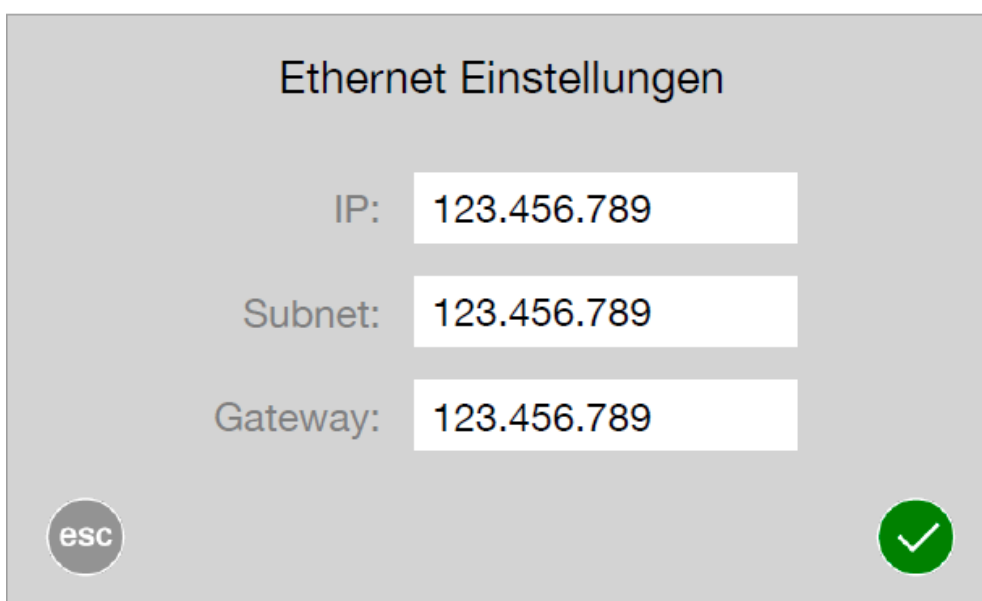 Ethernet Einstellungen
IP: 123.456.789
Subnet: 123.456.789
Gateway: 123.456.789
esc